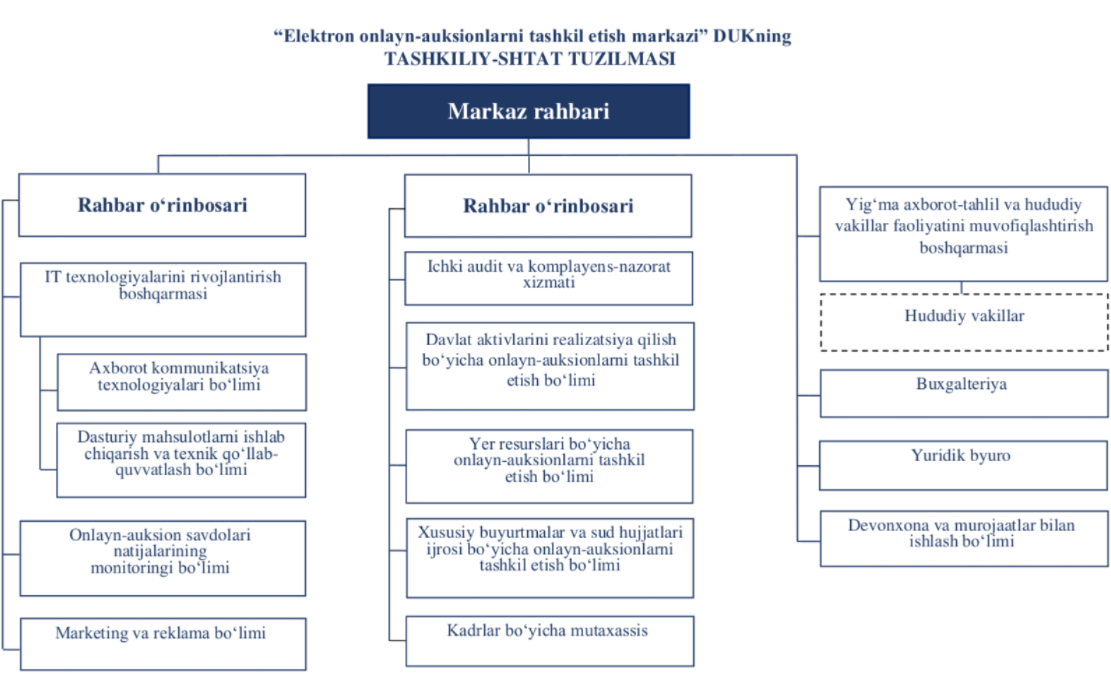 “Elektron onlayn-auksionlarni tashkil etish markazi” DUKning
TASHKILIY-SHTAT TUZILMASI
Markaz rahbari
Rahbar o‘rinbosari
IT texnologiyalarini rivojlantirish
boshqarmasi
Axborot kommunikatsiya
texnologiyalari bo‘limi
Dasturiy mahsulotlarni ishlab
chiqarish va texnik qo‘llab-
quvvatlash bo‘limi
Onlayn-auksion savdolari
natijalarining
monitoringi bo‘limi
Marketing va reklama bo‘limi
Rahbar o‘rinbosari
Ichki audit va komplayens-nazorat
xizmati
Davlat aktivlarini realizatsiya qilish
bo‘yicha onlayn-auksionlarni tashkil
etish bo‘limi
Yer resurslari bo‘yicha
onlayn-auksionlarni tashkil
etish bo‘limi
Xususiy buyurtmalar va sud hujjatlari
ijrosi bo‘yicha onlayn-auksionlarni
tashkil etish bo‘limi
Kadrlar bo‘yicha mutaxassis
Yig‘ma axborot-tahlil va hududiy
vakillar faoliyatini muvofiqlashtirish
boshqarmasi
Hududiy vakillar
Buxgalteriya
Yuridik byuro
Devonxona va murojaatlar bilan
ishlash bo‘limi